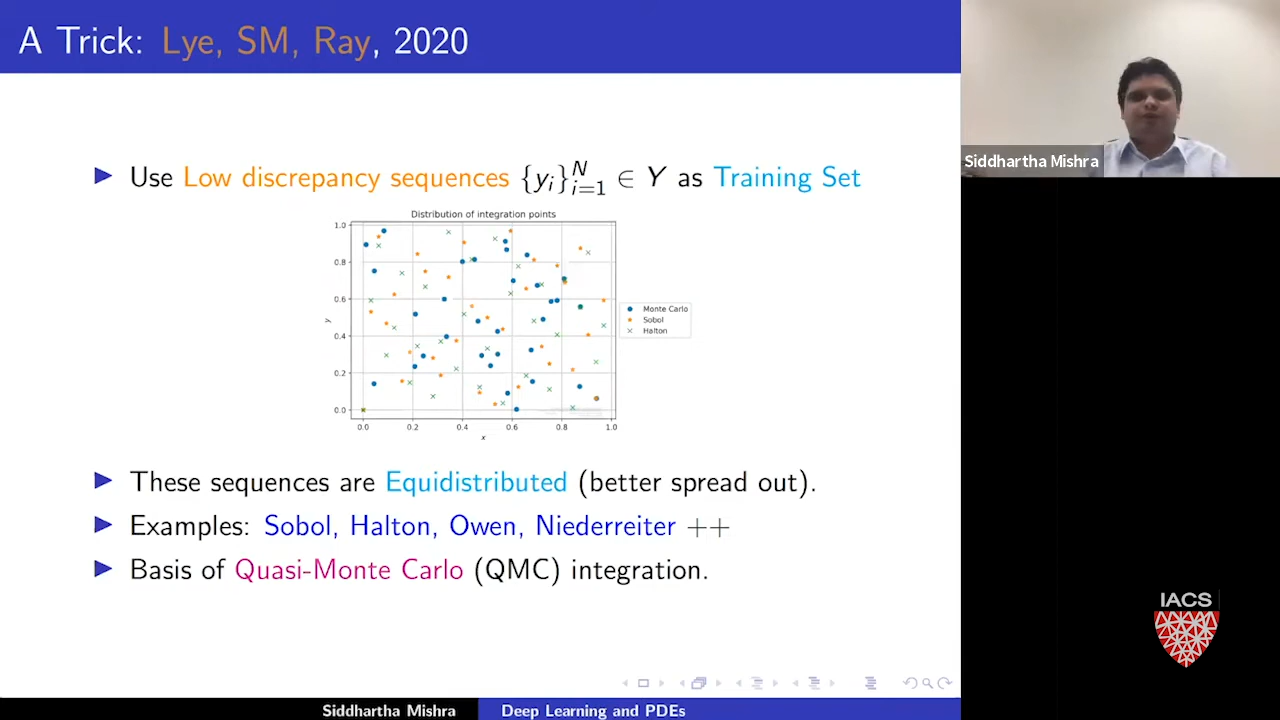 A Trick: Lye, SM, Ray, 2020
Siddhartha Mishra
▶ Use Low discrepancy sequences {y_i}_{i=1}^N ∈ Y as Training Set
Distribution of integration points
1.0
0.8
0.6
0.4
0.2
0.0
y
0.0 0.2 0.4 0.6 0.8 1.0
x
Monte Carlo
Sobol
Halton
▶ These sequences are Equidistributed (better spread out).
▶ Examples: Sobol, Halton, Owen, Niederreiter ++
▶ Basis of Quasi-Monte Carlo (QMC) integration.
IACS
Siddhartha Mishra Deep Learning and PDEs